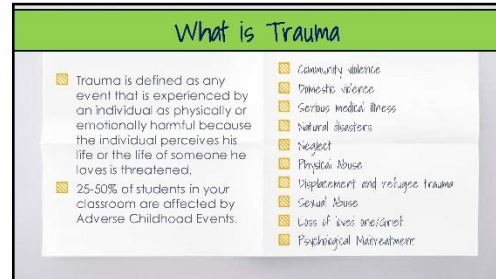 What is Trauma
Trauma is defined as any
event that is experienced by
an individual as physically or
emotionally harmful because
the individual perceives his
life or the life of someone he
loves is threatened.
25-50% of students in your
classroom are affected by
Adverse Childhood Events.
Community violence
Domestic violence
Serious medical illness
Natural disasters
Neglect
Physical Abuse
Displacement and refugee trauma
Sexual Abuse
Loss of loves one/Grief
Psychological Maltreatment